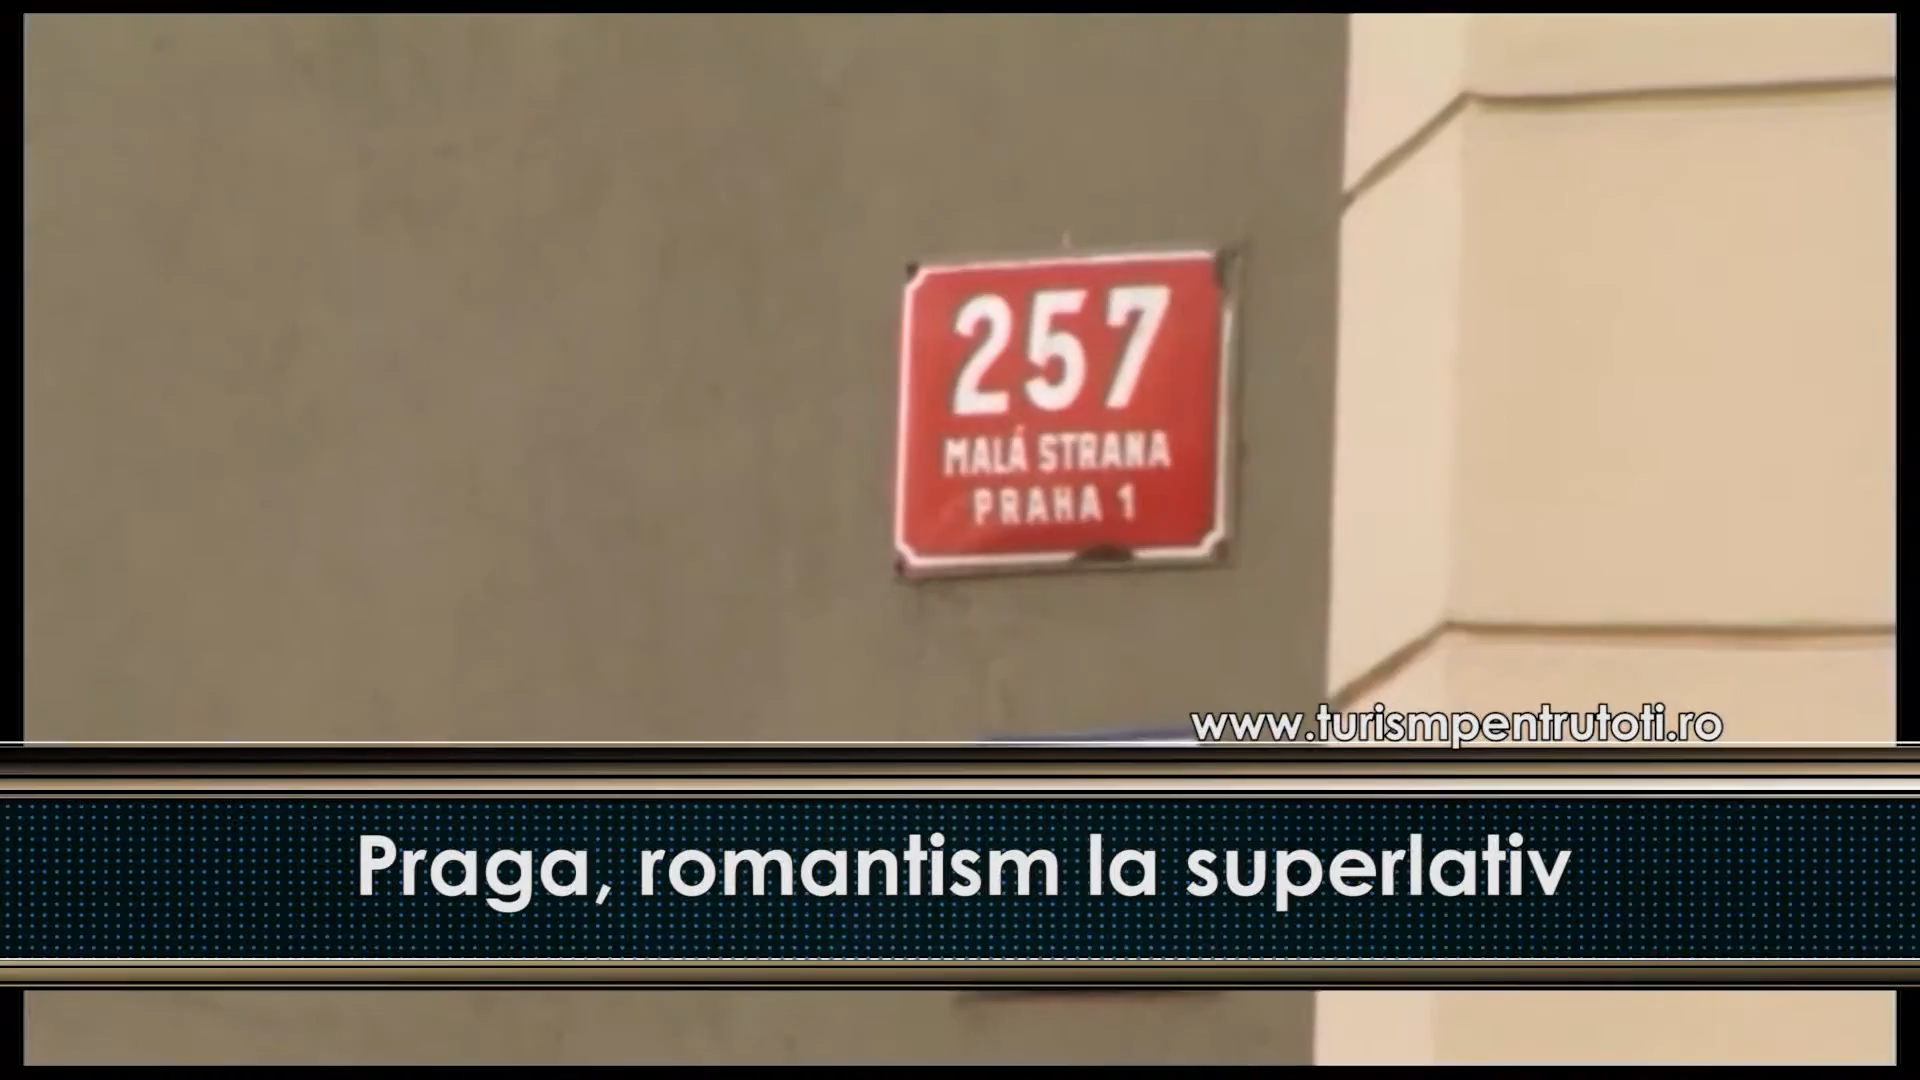 257
MALÁ STRANA
PRAHA 1
www.turismpentrutoti.ro
Praga, romantism la superlativ